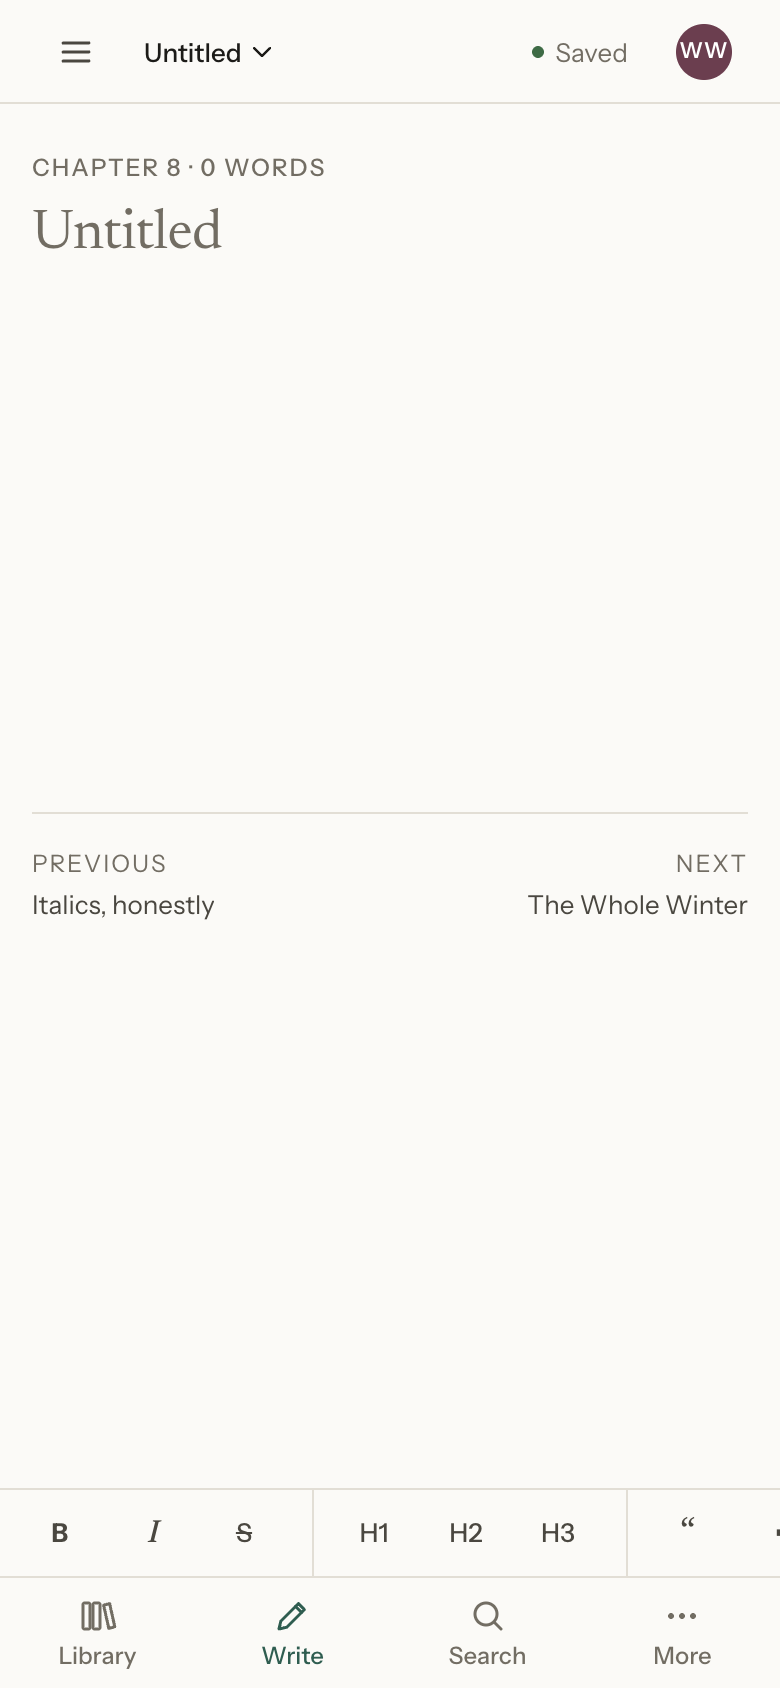 Untitled
Saved
WW
CHAPTER 8 · 0 WORDS
Untitled
PREVIOUS
NEXT
Italics, honestly
The Whole Winter
B
I
S
H1
H2
H3
“
Library
Write
Search
More